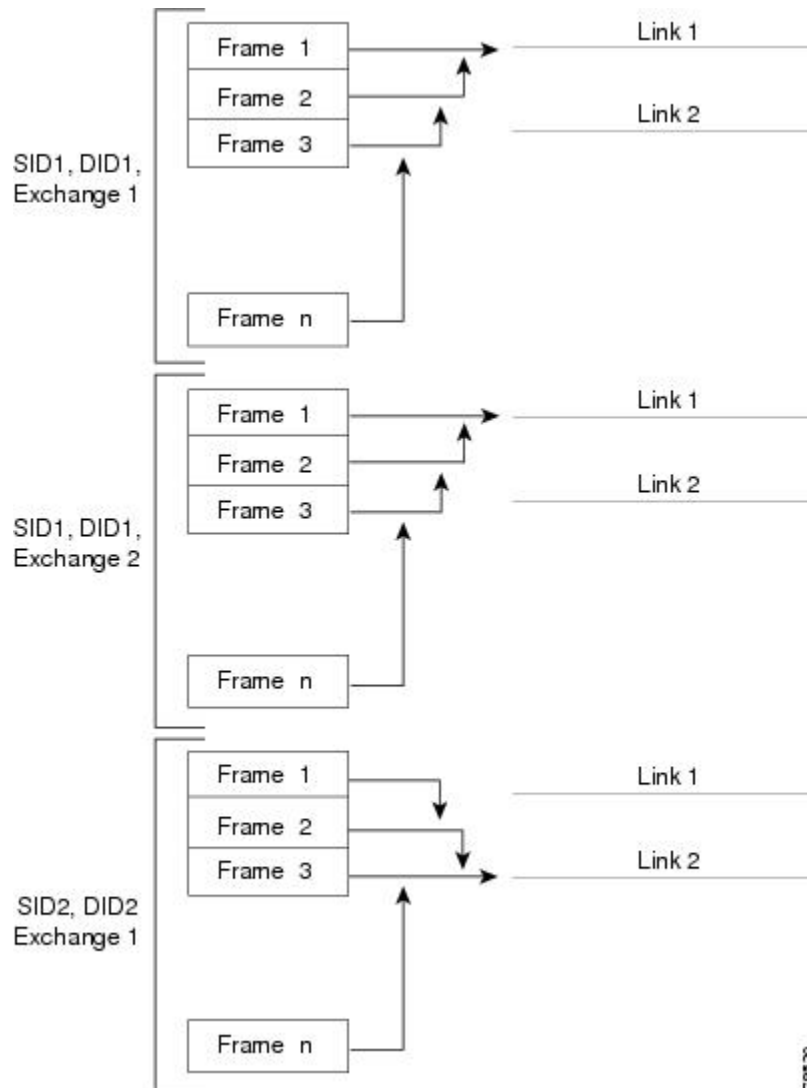 Frame 1
Link 1
Frame 2
Link 2
Frame 3
SID1, DID1,
Exchange 1
Frame n
Frame 1
Link 1
Frame 2
Link 2
Frame 3
SID1, DID1,
Exchange 2
Frame n
Frame 1
Link 1
Frame 2
Link 2
Frame 3
SID2, DID2
Exchange 1
Frame n